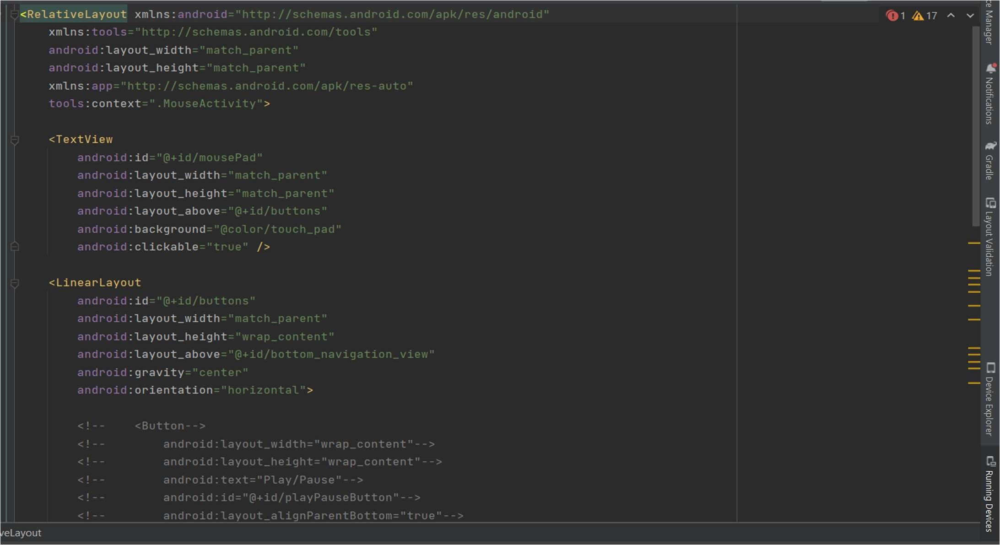 <RelativeLayout xmlns:android="http://schemas.android.com/apk/res/android"
1 17
    xmlns:tools="http://schemas.android.com/tools"
    android:layout_width="match_parent"
    android:layout_height="match_parent"
    xmlns:app="http://schemas.android.com/apk/res-auto"
    tools:context=".MouseActivity">

    <TextView
        android:id="@+id/mousePad"
        android:layout_width="match_parent"
        android:layout_height="match_parent"
        android:layout_above="@+id/buttons"
        android:background="@color/touch_pad"
        android:clickable="true" />

    <LinearLayout
        android:id="@+id/buttons"
        android:layout_width="match_parent"
        android:layout_height="wrap_content"
        android:layout_above="@+id/bottom_navigation_view"
        android:gravity="center"
        android:orientation="horizontal">

        <!--    <Button-->
        <!--        android:layout_width="wrap_content"-->
        <!--        android:layout_height="wrap_content"-->
        <!--        android:text="Play/Pause"-->
        <!--        android:id="@+id/playPauseButton"-->
        <!--        android:layout_alignParentBottom="true"-->
veLayout
ce Manager
Notifications
Gradle
Layout Validation
Device Explorer
Running Devices